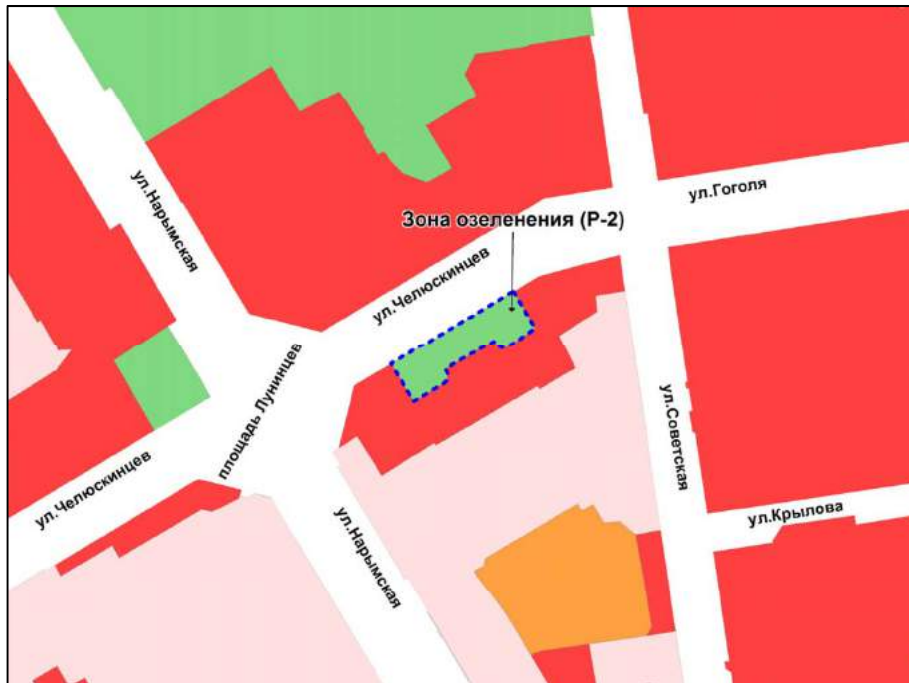 ул.Нарымская
ул.Гоголя
Зона озеленения (Р-2)
ул.Челюскинцев
площадь Лунинцев
ул.Челюскинцев
ул.Советская
ул.Крылова
ул.Нарымская